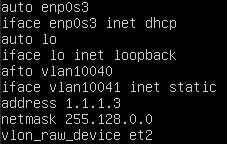 auto enp0s3
iface enp0s3 inet dhcp
auto lo
iface lo inet loopback
afto vlan10040
iface vlan10041 inet static
address 1.1.1.3
netmask 255.128.0.0
vlon_raw_device et2